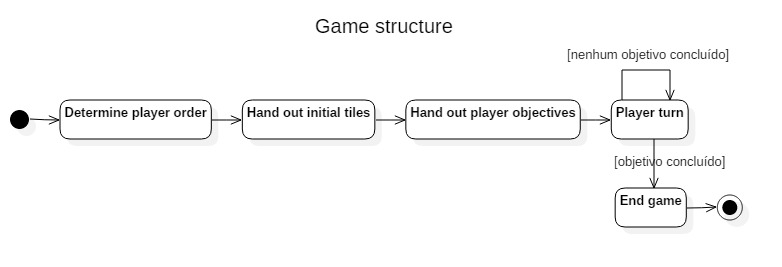 Game structure
[nenhum objetivo concluído]
Determine player order
Hand out initial tiles
Hand out player objectives
Player turn
[objetivo concluído]
End game